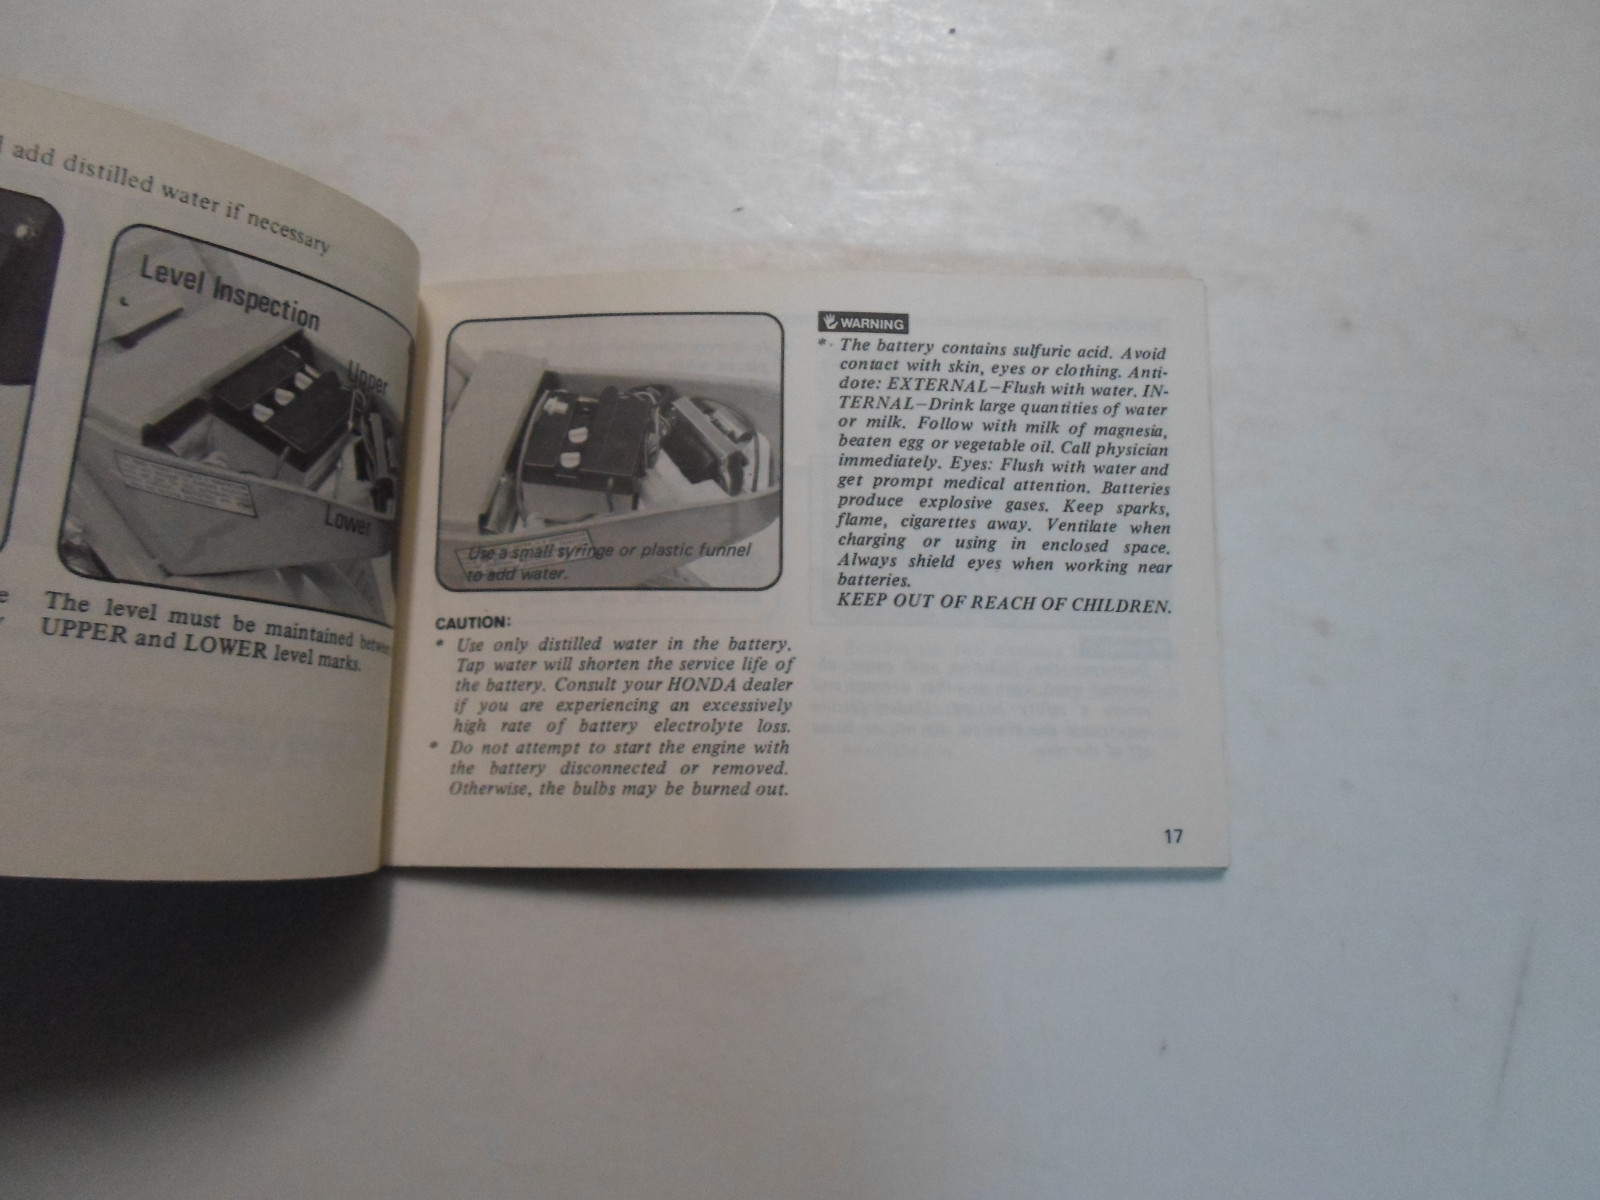 add distilled water if necessary
Level Inspection
Upper
Lower
The level must be maintained between
UPPER and LOWER level marks.
Use a small syringe or plastic funnel
to add water.
CAUTION:
* Use only distilled water in the battery.
Tap water will shorten the service life of
the battery. Consult your HONDA dealer
if you are experiencing an excessively
high rate of battery electrolyte loss.
* Do not attempt to start the engine with
the battery disconnected or removed.
Otherwise, the bulbs may be burned out.
WARNING
* The battery contains sulfuric acid. Avoid
contact with skin, eyes or clothing. Anti-
dote: EXTERNAL–Flush with water. IN-
TERNAL–Drink large quantities of water
or milk. Follow with milk of magnesia,
beaten egg or vegetable oil. Call physician
immediately. Eyes: Flush with water and
get prompt medical attention. Batteries
produce explosive gases. Keep sparks,
flame, cigarettes away. Ventilate when
charging or using in enclosed space.
Always shield eyes when working near
batteries.
KEEP OUT OF REACH OF CHILDREN.
17